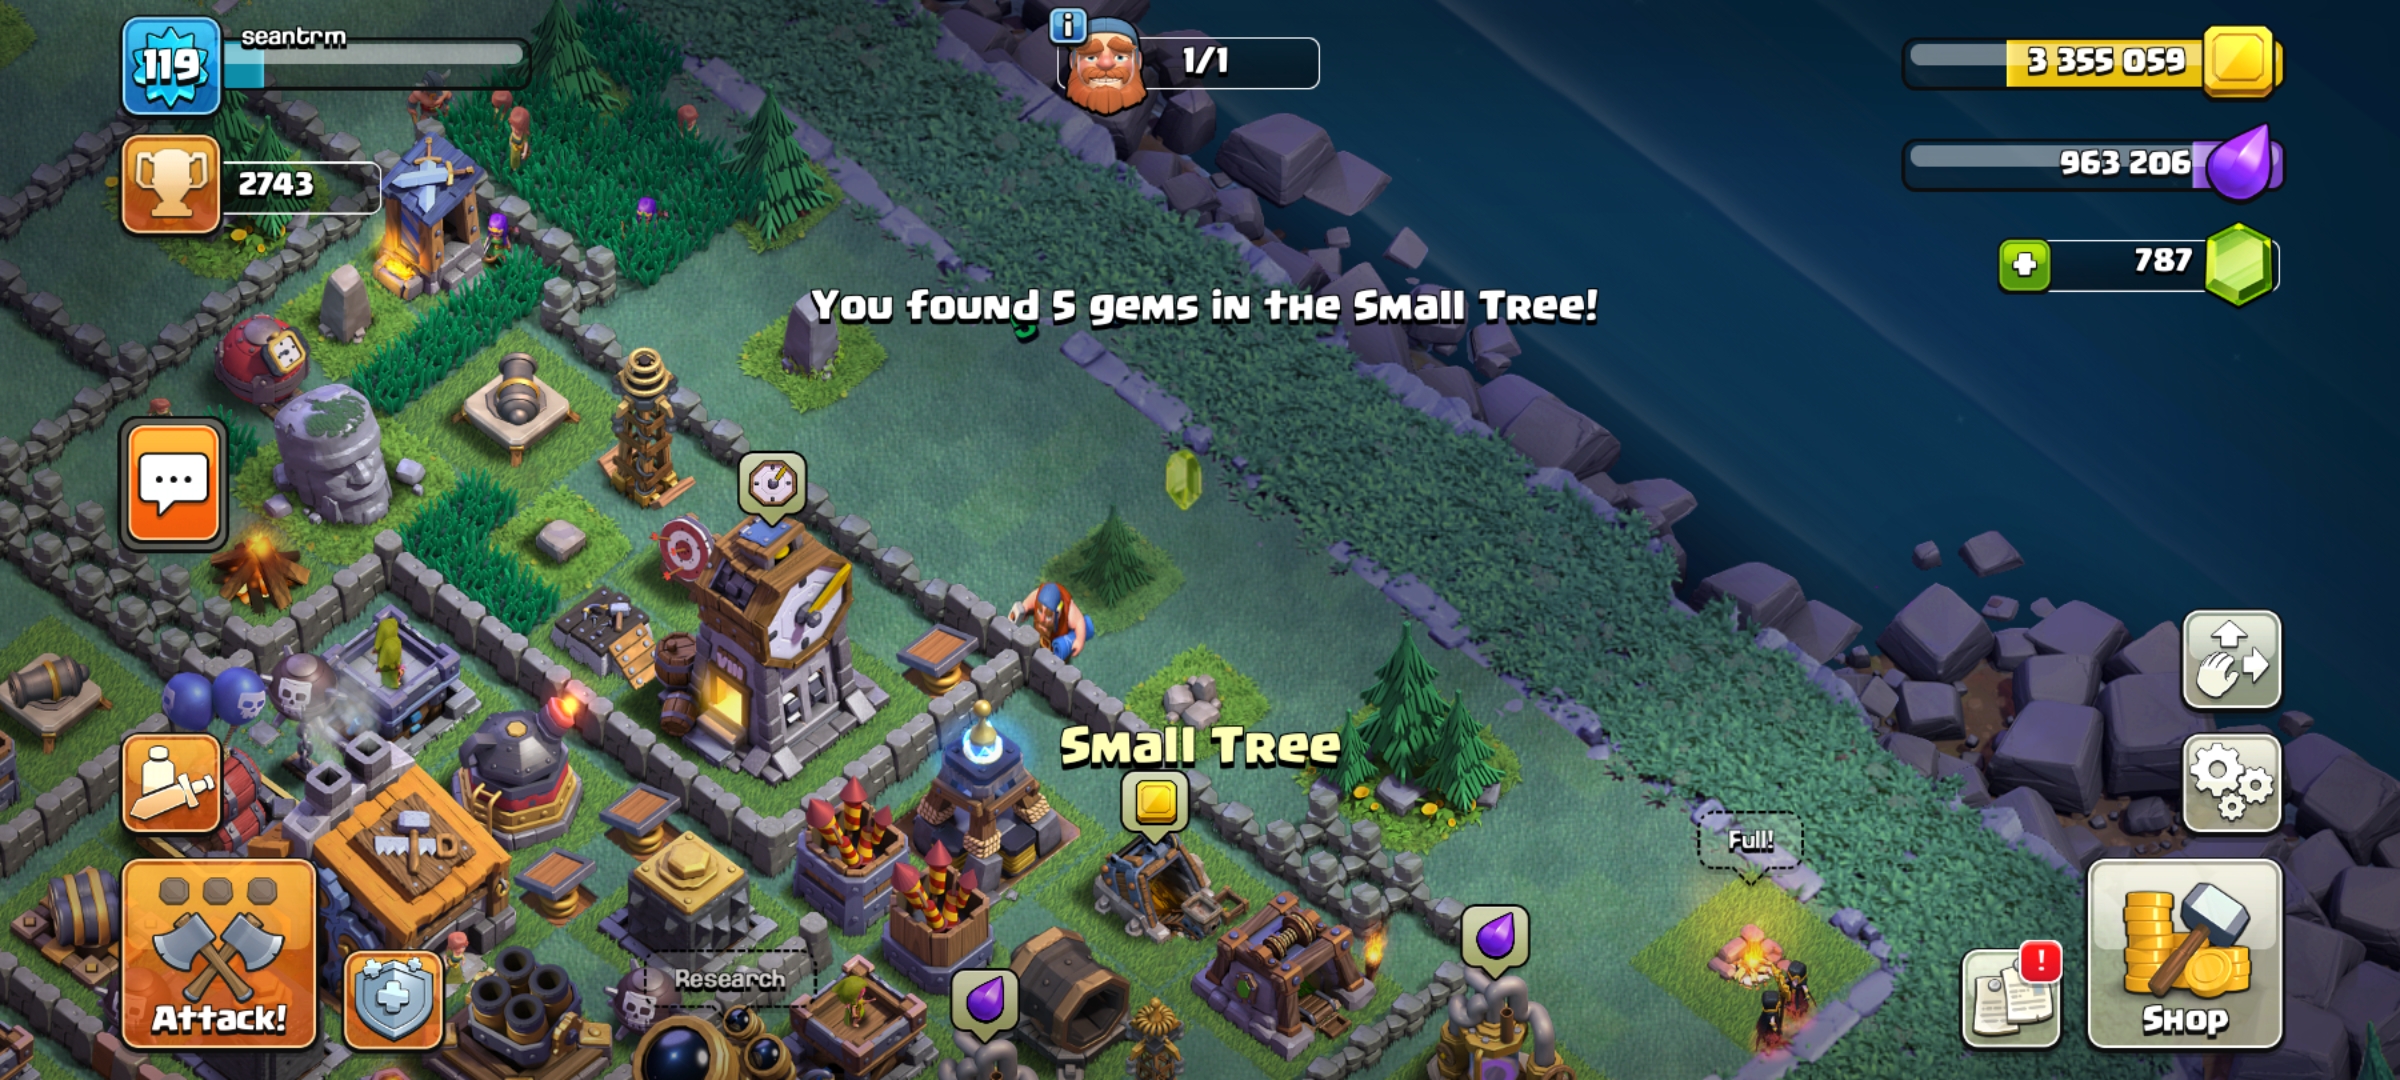 119
seantrm
1/1
3 355 059
2743
963 206
787
You found 5 gems in the Small Tree!
VIII
Small Tree
Full!
Research
!
Attack!
Shop